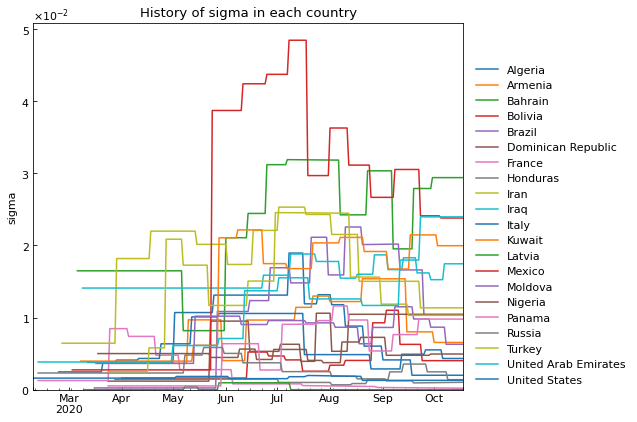 History of sigma in each country
×10⁻²
5
4
3
2
1
0
sigma
Mar Apr May Jun Jul Aug Sep Oct
2020
Algeria
Armenia
Bahrain
Bolivia
Brazil
Dominican Republic
France
Honduras
Iran
Iraq
Italy
Kuwait
Latvia
Mexico
Moldova
Nigeria
Panama
Russia
Turkey
United Arab Emirates
United States